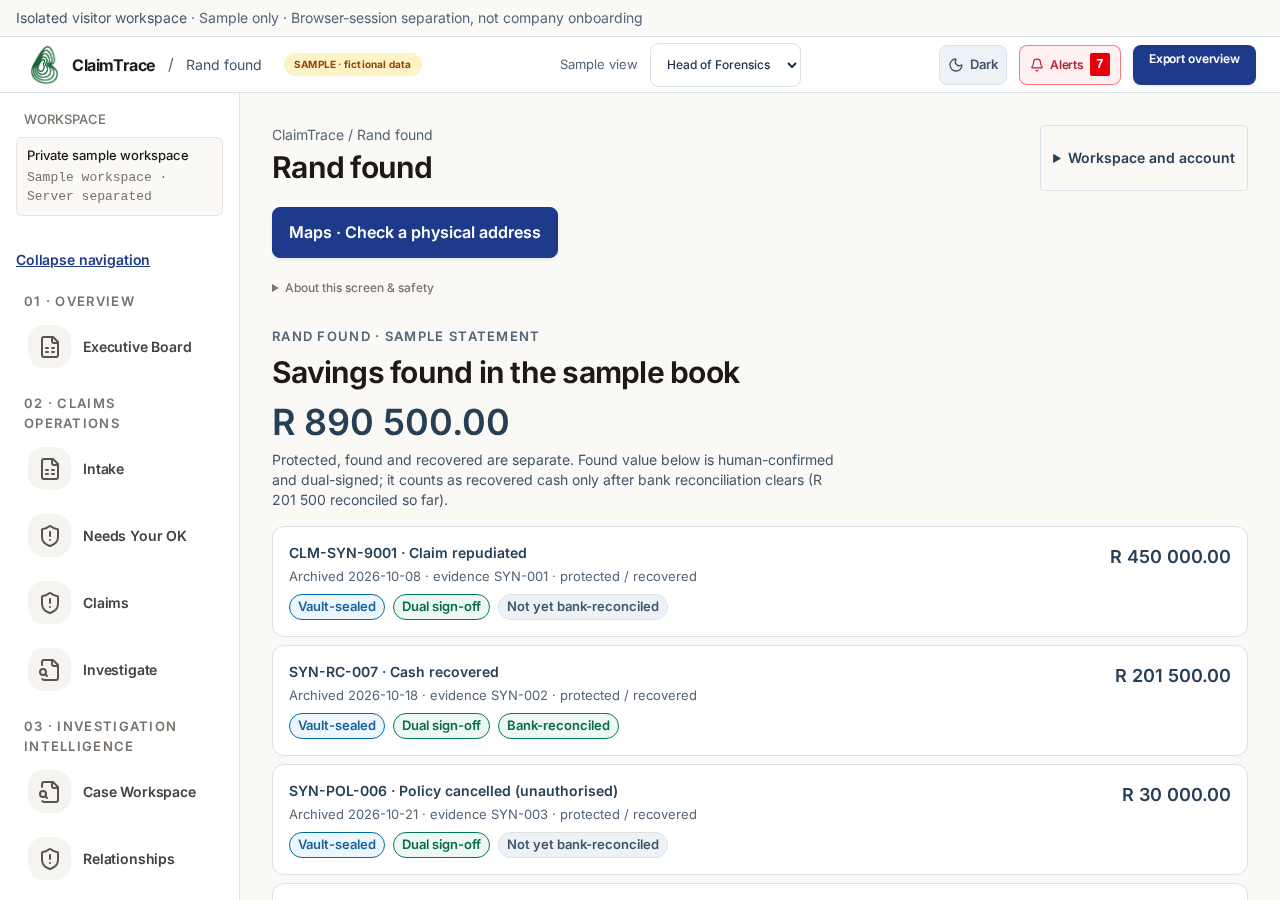 Isolated visitor workspace · Sample only · Browser-session separation, not company onboarding
ClaimTrace / Rand found
SAMPLE · fictional data
Sample view
Head of Forensics
Dark
Alerts 7
Export overview
WORKSPACE
Private sample workspace
Sample workspace ·
Server separated
Collapse navigation
01 · OVERVIEW
Executive Board
02 · CLAIMS
OPERATIONS
Intake
Needs Your OK
Claims
Investigate
03 · INVESTIGATION
INTELLIGENCE
Case Workspace
Relationships
ClaimTrace / Rand found
Rand found
Workspace and account
Maps · Check a physical address
About this screen & safety
RAND FOUND · SAMPLE STATEMENT
Savings found in the sample book
R 890 500.00
Protected, found and recovered are separate. Found value below is human-confirmed
and dual-signed; it counts as recovered cash only after bank reconciliation clears (R
201 500 reconciled so far).
CLM-SYN-9001 · Claim repudiated
R 450 000.00
Archived 2026-10-08 · evidence SYN-001 · protected / recovered
Vault-sealed
Dual sign-off
Not yet bank-reconciled
SYN-RC-007 · Cash recovered
R 201 500.00
Archived 2026-10-18 · evidence SYN-002 · protected / recovered
Vault-sealed
Dual sign-off
Bank-reconciled
SYN-POL-006 · Policy cancelled (unauthorised)
R 30 000.00
Archived 2026-10-21 · evidence SYN-003 · protected / recovered
Vault-sealed
Dual sign-off
Not yet bank-reconciled